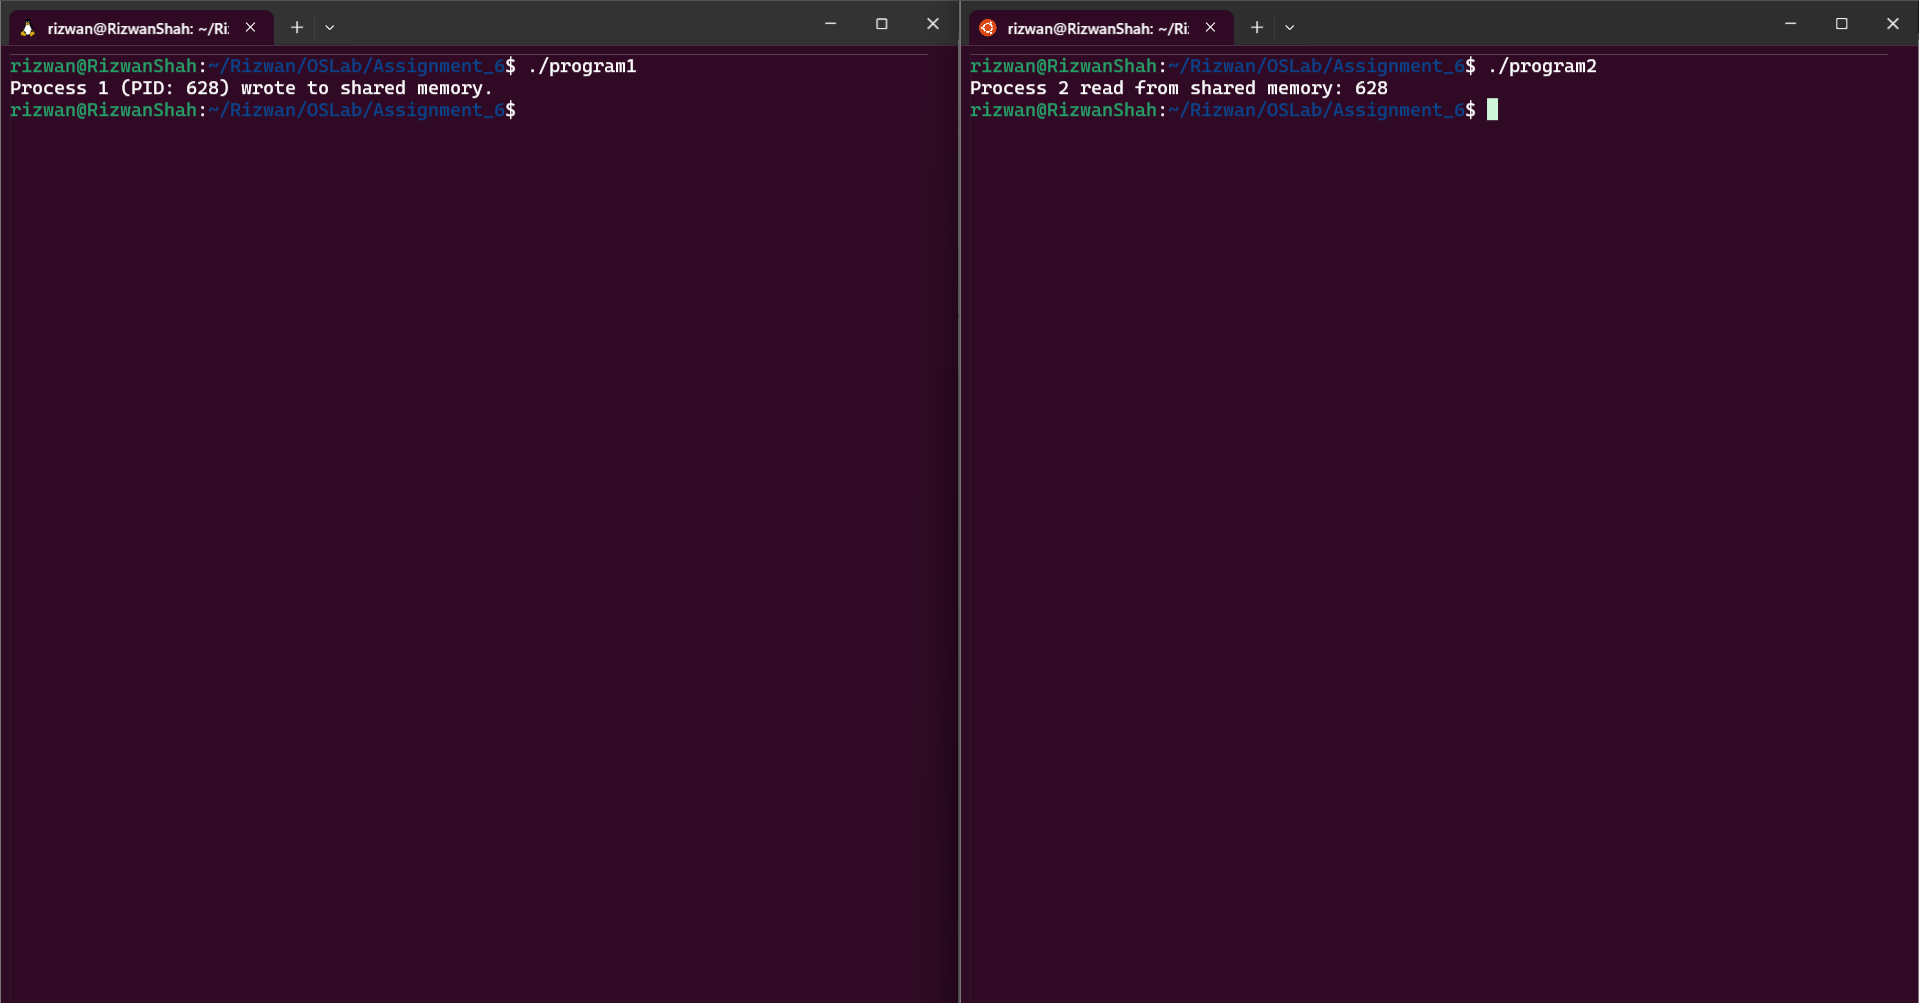 rizwan@RizwanShah: ~/Ri
rizwan@RizwanShah:~/Rizwan/OSLab/Assignment_6$ ./program1
Process 1 (PID: 628) wrote to shared memory.
rizwan@RizwanShah:~/Rizwan/OSLab/Assignment_6$
rizwan@RizwanShah: ~/Ri
rizwan@RizwanShah:~/Rizwan/OSLab/Assignment_6$ ./program2
Process 2 read from shared memory: 628
rizwan@RizwanShah:~/Rizwan/OSLab/Assignment_6$